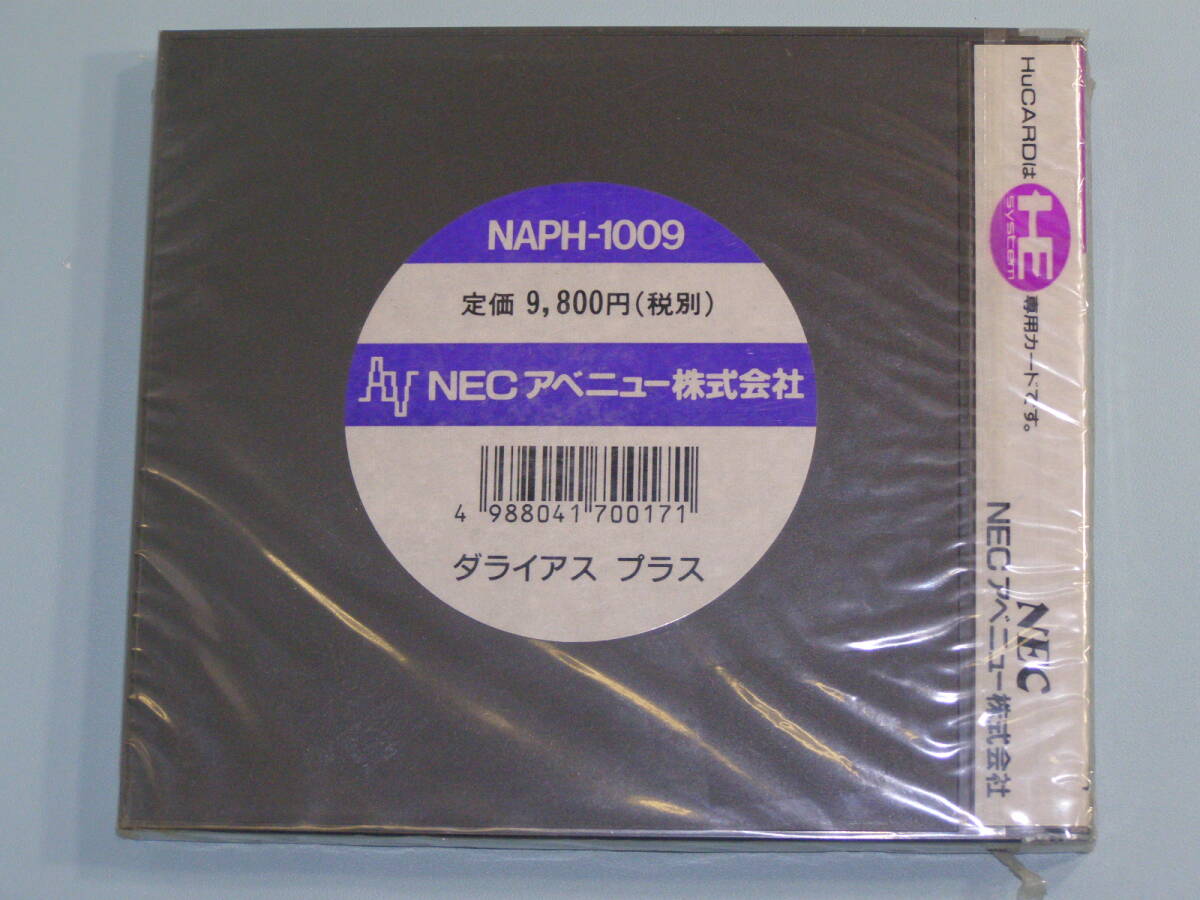 NAPH-1009
定価 9,800円(税別)
NECアベニュー株式会社
4 988041 700171
ダライアス プラス
HuCARDは HE system 専用カードです。
NEC
NECアベニュー株式会社